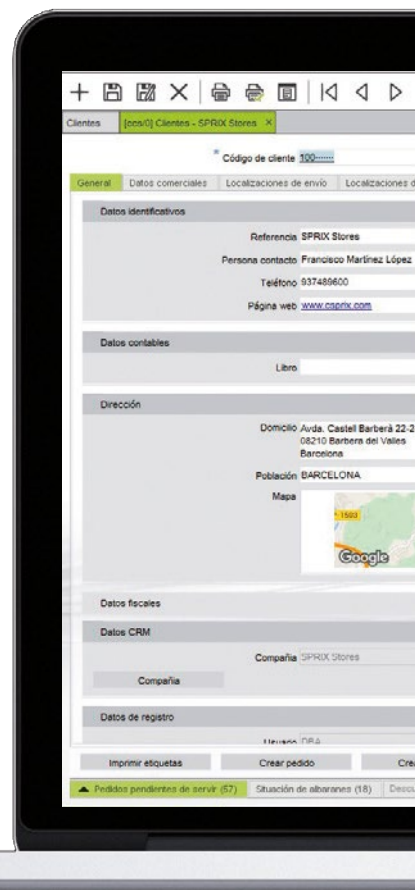 Clientes [ccs/0] Clientes - SPRIX Stores ×
* Código de cliente 100------
General Datos comerciales Localizaciones de envío Localizaciones d
Datos identificativos
Referencia SPRIX Stores
Persona contacto Francisco Martínez López
Teléfono 937489600
Página web www.csprix.com
Datos contables
Libro
Dirección
Domicilio Avda. Castell Barberà 22-2
08210 Barbera del Valles
Barcelona
Población BARCELONA
Mapa
Google
Datos fiscales
Datos CRM
Compañía SPRIX Stores
Compañía
Datos de registro
Usuario DBA
Imprimir etiquetas Crear pedido Cre
Pedidos pendientes de servir (57) Situación de albaranes (18) Descu